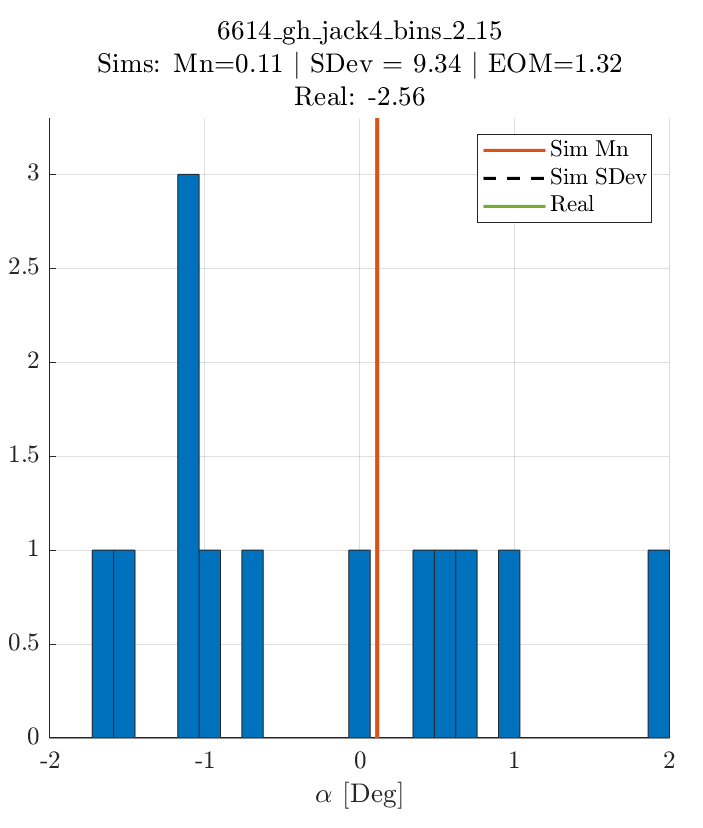 6614_gh_jack4_bins_2_15
Sims: Mn=0.11 | SDev = 9.34 | EOM=1.32
Real: -2.56
Sim Mn
Sim SDev
Real
3
2.5
2
1.5
1
0.5
0
-2
-1
0
1
2
α [Deg]